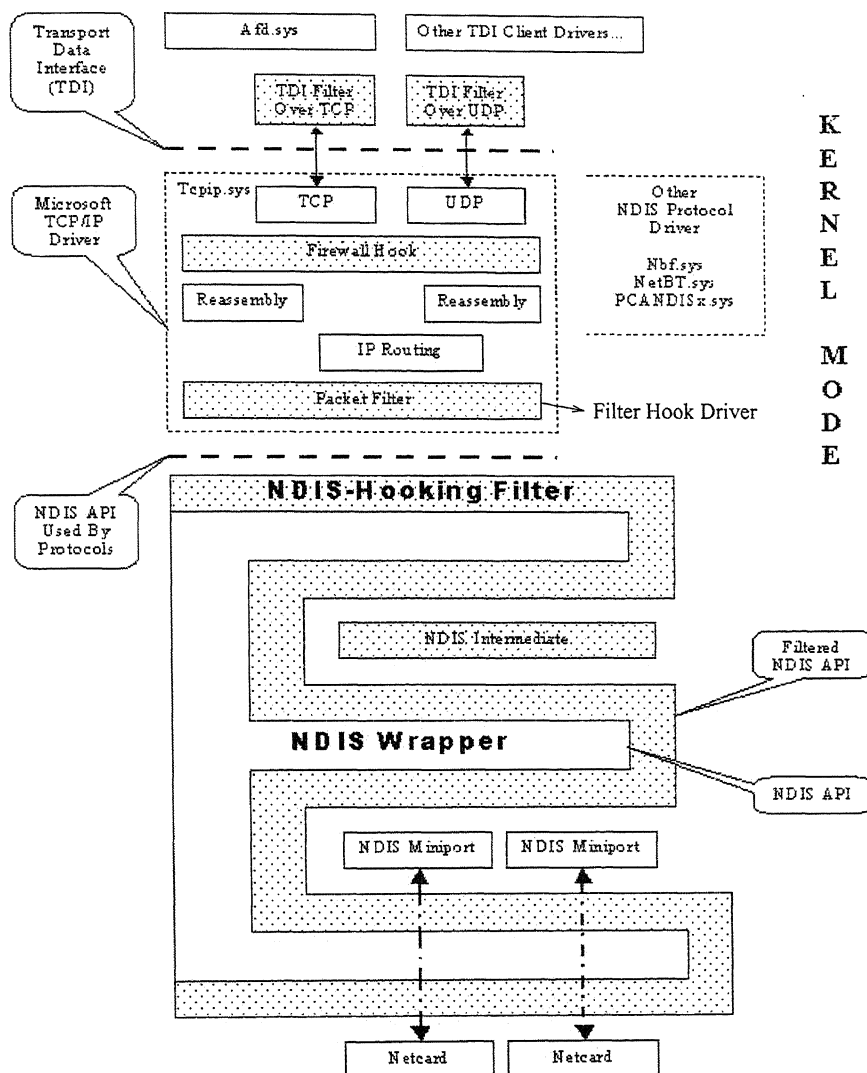 Transport
Data
Interface
(TDI)
Afd.sys
Other TDI Client Drivers...
TDI Filter
Over TCP
TDI Filter
Over UDP
Microsoft
TCP/IP
Driver
Tcpip.sys
TCP
UDP
Firewall Hook
Reassembly
Reassembly
IP Routing
Packet Filter
Filter Hook Driver
Other
NDIS Protocol
Driver
Nbf.sys
NetBT.sys
PCANDISx.sys
KERNEL MODE
NDIS API
Used By
Protocols
NDIS-Hooking Filter
NDIS Intermediate
Filtered
NDIS API
NDIS Wrapper
NDIS API
NDIS Miniport
NDIS Miniport
Netcard
Netcard